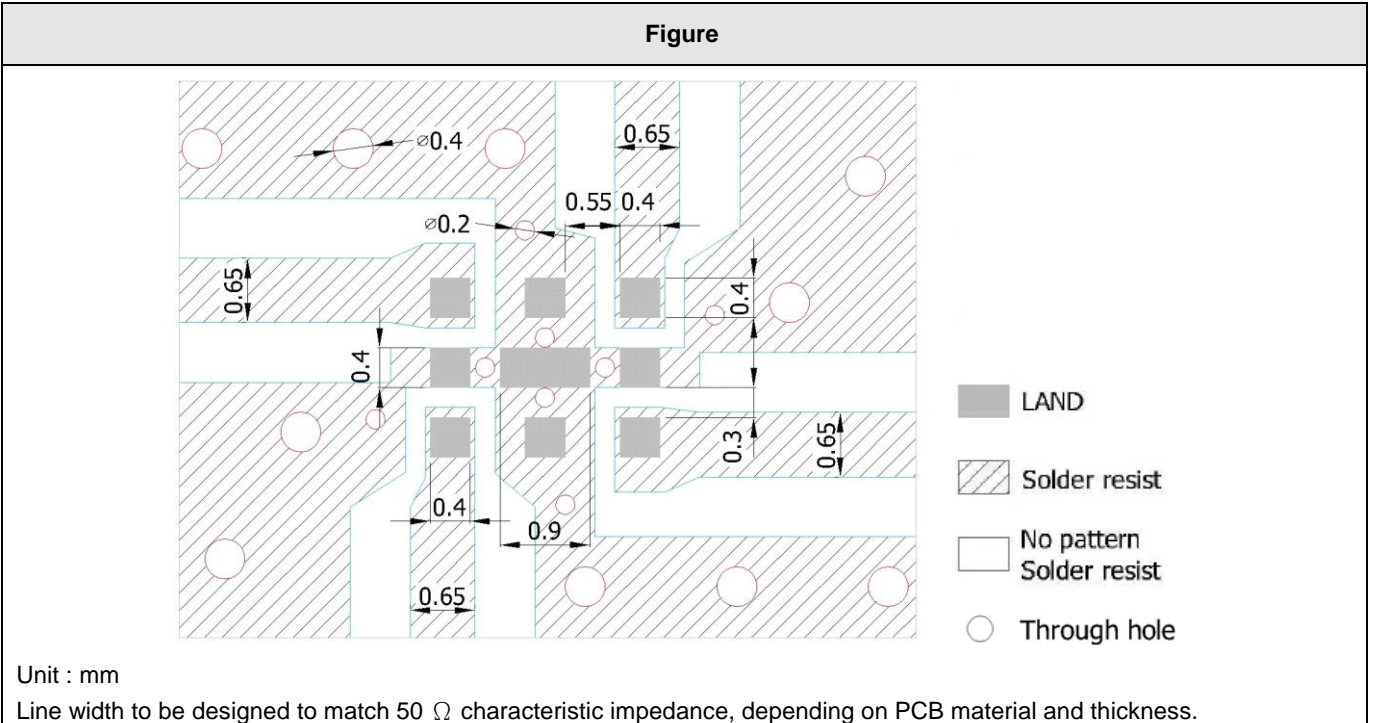 Figure
⌀0.4
0.65
0.55 0.4
⌀0.2
0.65
0.4
0.4
0.3
0.65
0.4
0.9
0.65
LAND
Solder resist
No pattern
Solder resist
Through hole
Unit : mm
Line width to be designed to match 50 Ω characteristic impedance, depending on PCB material and thickness.